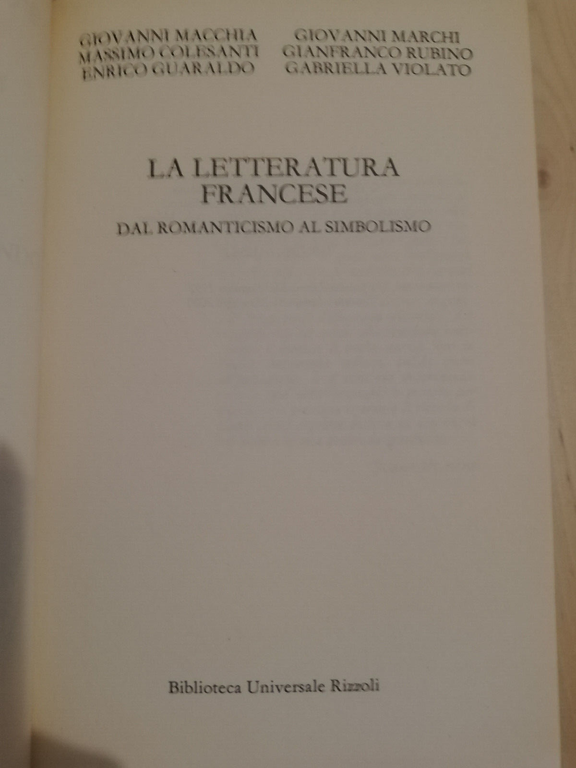 GIOVANNI MACCHIA GIOVANNI MARCHI
MASSIMO COLESANTI GIANFRANCO RUBINO
ENRICO GUARALDO GABRIELLA VIOLATO
LA LETTERATURA
FRANCESE
DAL ROMANTICISMO AL SIMBOLISMO
Biblioteca Universale Rizzoli